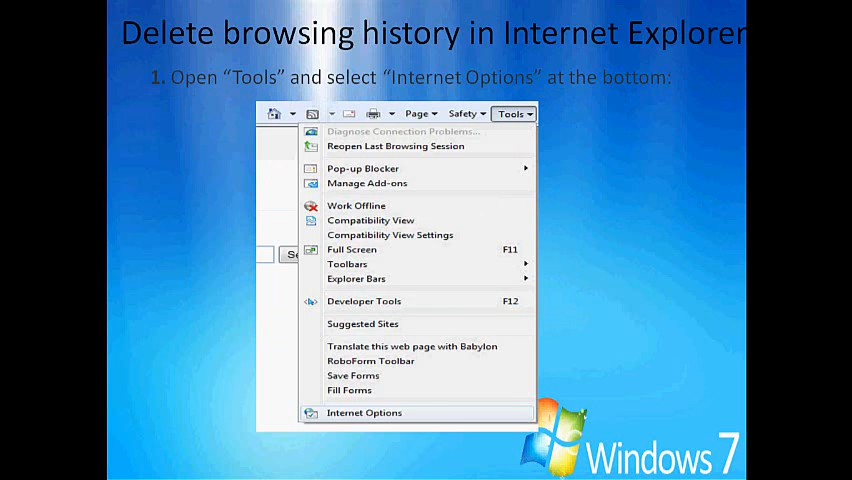 Delete browsing history in Internet Explorer
1. Open “Tools” and select “Internet Options” at the bottom:
Page Safety Tools
Diagnose Connection Problems...
Reopen Last Browsing Session
Pop-up Blocker
Manage Add-ons
Work Offline
Compatibility View
Compatibility View Settings
Full Screen F11
Toolbars
Se
Explorer Bars
Developer Tools F12
Suggested Sites
Translate this web page with Babylon
RoboForm Toolbar
Save Forms
Fill Forms
Internet Options
Windows 7